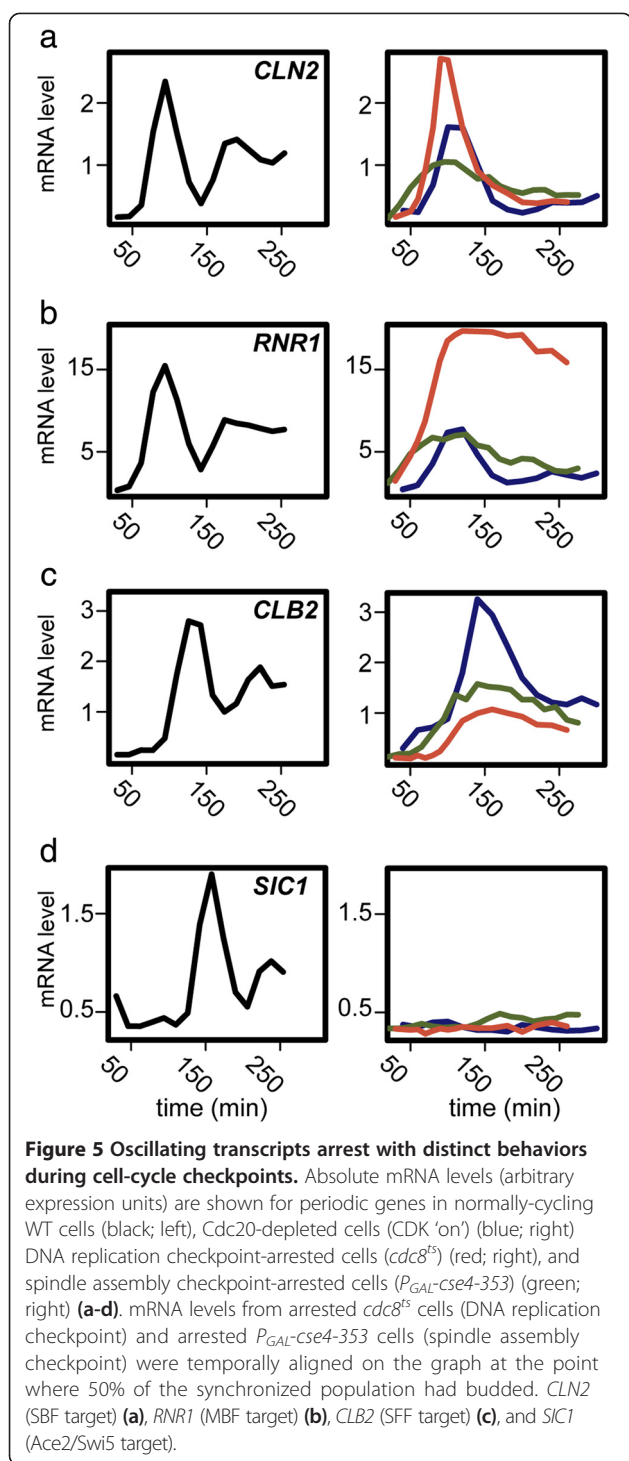 a
CLN2
mRNA level
2
1
50
150
250
50
150
250
b
RNR1
mRNA level
15
5
50
150
250
50
150
250
c
CLB2
mRNA level
3
2
1
50
150
250
3
2
1
50
150
250
d
SIC1
mRNA level
1.5
0.5
50
150
250
time (min)
1.5
0.5
50
150
250
time (min)
Figure 5 Oscillating transcripts arrest with distinct behaviors
during cell-cycle checkpoints. Absolute mRNA levels (arbitrary
expression units) are shown for periodic genes in normally-cycling
WT cells (black; left), Cdc20-depleted cells (CDK ‘on’) (blue; right)
DNA replication checkpoint-arrested cells (cdc8ts) (red; right), and
spindle assembly checkpoint-arrested cells (PGAL-cse4-353) (green;
right) (a-d). mRNA levels from arrested cdc8ts cells (DNA replication
checkpoint) and arrested PGAL-cse4-353 cells (spindle assembly
checkpoint) were temporally aligned on the graph at the point
where 50% of the synchronized population had budded. CLN2
(SBF target) (a), RNR1 (MBF target) (b), CLB2 (SFF target) (c), and SIC1
(Ace2/Swi5 target).